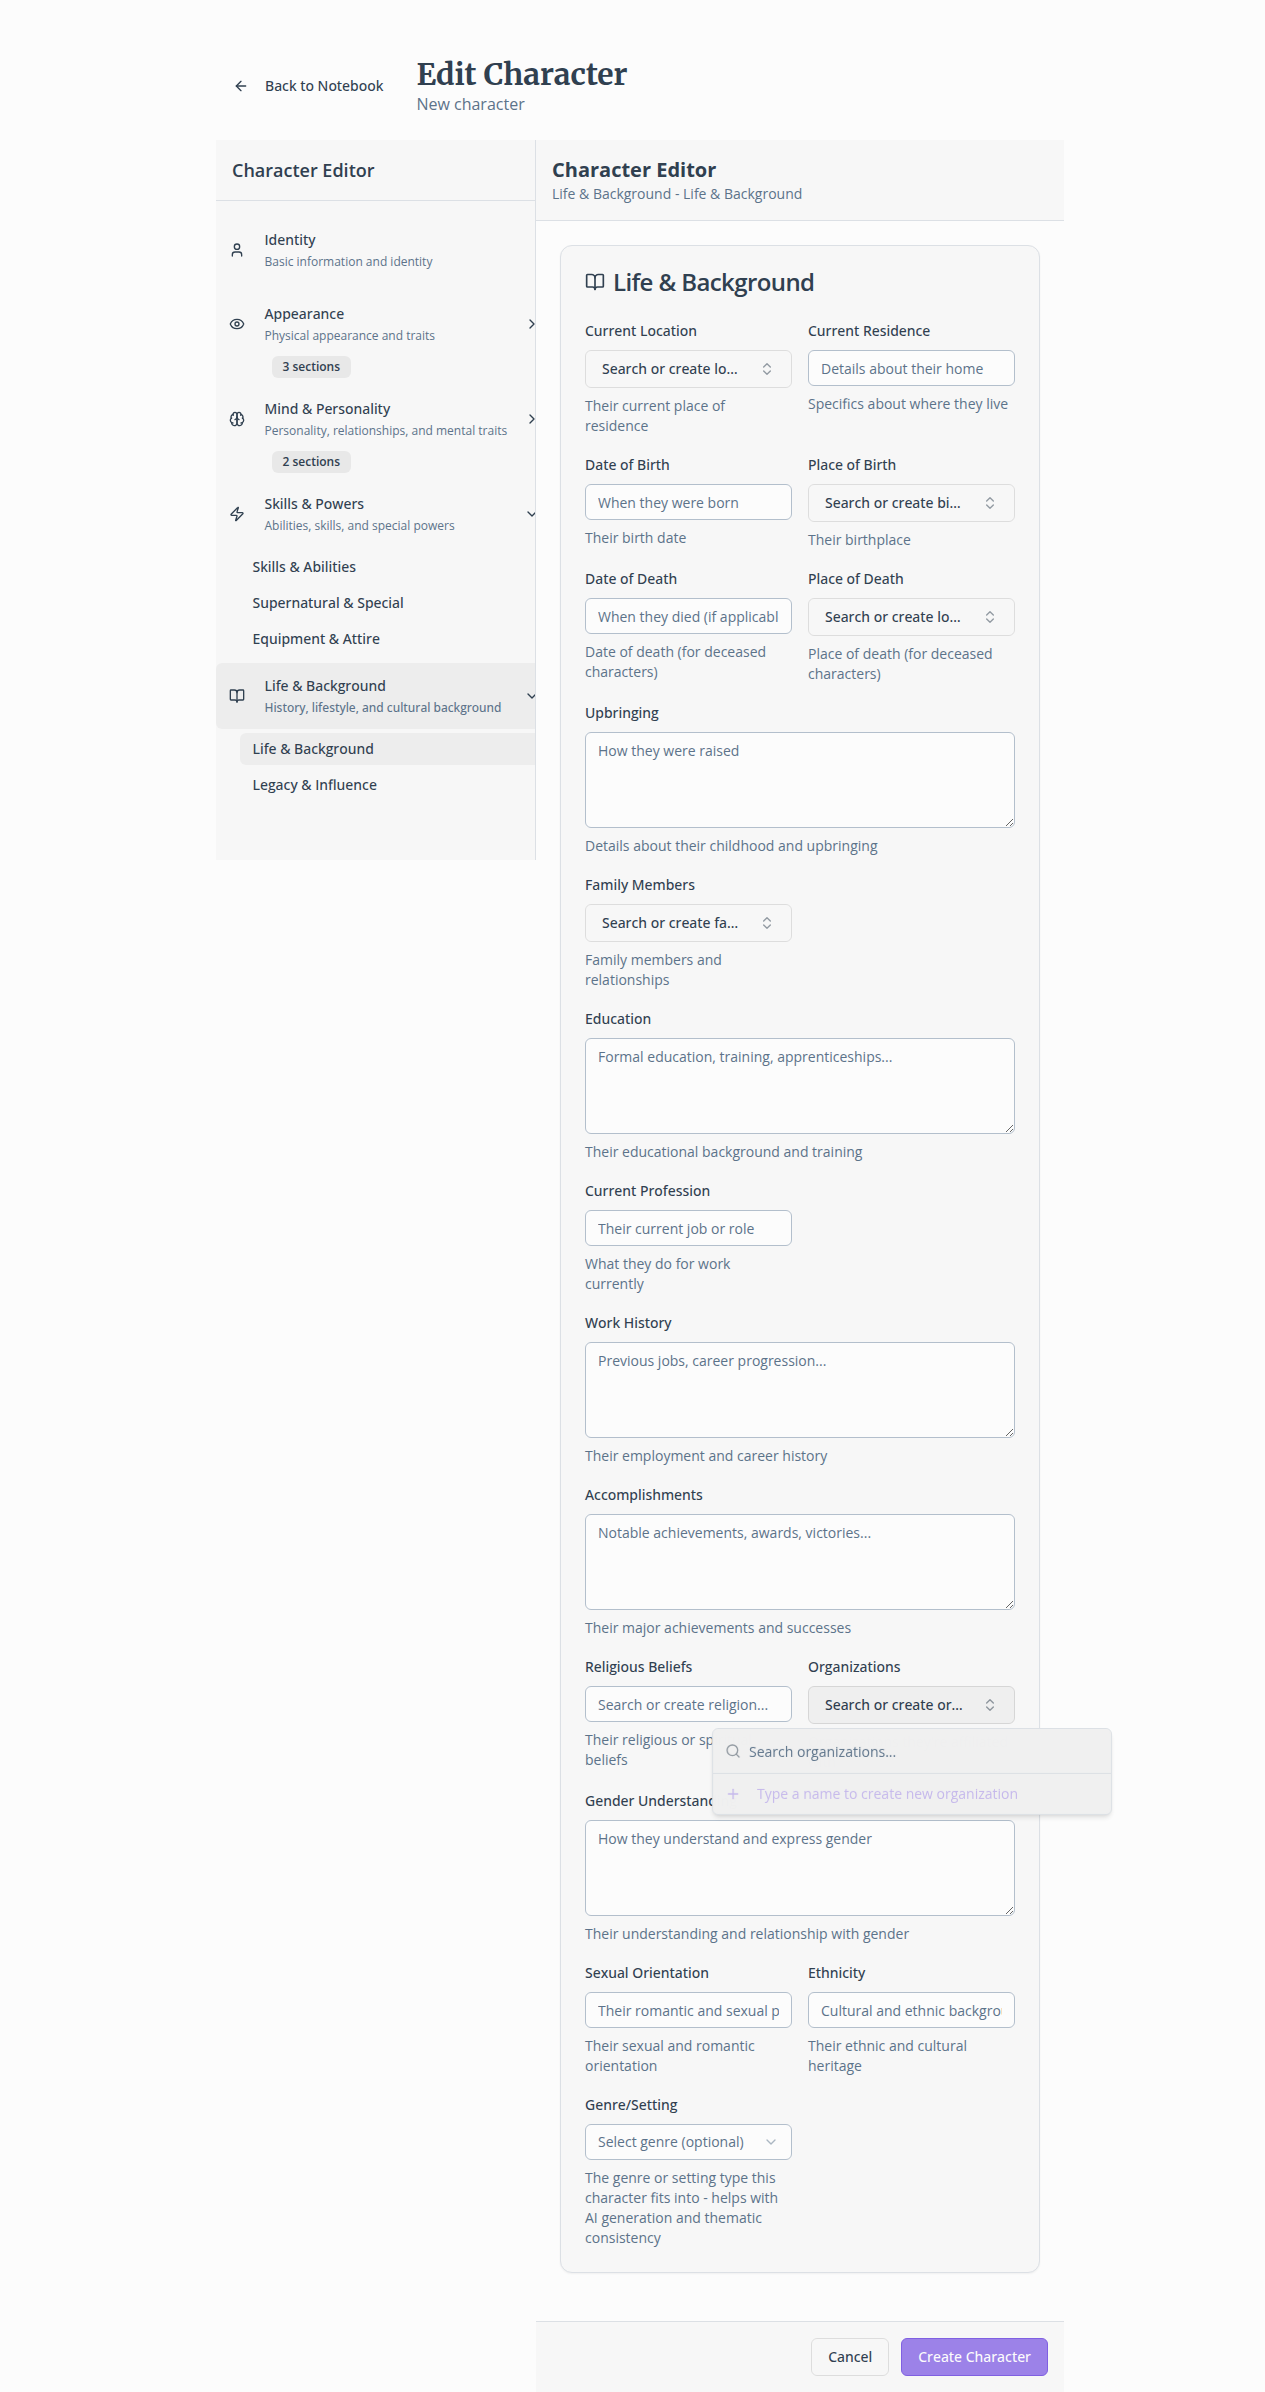 Back to Notebook
Edit Character
New character
Character Editor
Identity
Basic information and identity
Appearance
Physical appearance and traits
3 sections
Mind & Personality
Personality, relationships, and mental traits
2 sections
Skills & Powers
Abilities, skills, and special powers
Skills & Abilities
Supernatural & Special
Equipment & Attire
Life & Background
History, lifestyle, and cultural background
Life & Background
Legacy & Influence
Character Editor
Life & Background - Life & Background
Life & Background
Current Location
Search or create lo...
Their current place of
residence
Current Residence
Details about their home
Specifics about where they live
Date of Birth
When they were born
Their birth date
Place of Birth
Search or create bi...
Their birthplace
Date of Death
When they died (if applicabl
Date of death (for deceased
characters)
Place of Death
Search or create lo...
Place of death (for deceased
characters)
Upbringing
How they were raised
Details about their childhood and upbringing
Family Members
Search or create fa...
Family members and
relationships
Education
Formal education, training, apprenticeships...
Their educational background and training
Current Profession
Their current job or role
What they do for work
currently
Work History
Previous jobs, career progression...
Their employment and career history
Accomplishments
Notable achievements, awards, victories...
Their major achievements and successes
Religious Beliefs
Search or create religion...
Their religious or sp
beliefs
Organizations
Search or create or...
Search organizations...
Type a name to create new organization
Gender Understanc
How they understand and express gender
Their understanding and relationship with gender
Sexual Orientation
Their romantic and sexual p
Their sexual and romantic
orientation
Ethnicity
Cultural and ethnic backgro
Their ethnic and cultural
heritage
Genre/Setting
Select genre (optional)
The genre or setting type this
character fits into - helps with
AI generation and thematic
consistency
Cancel
Create Character